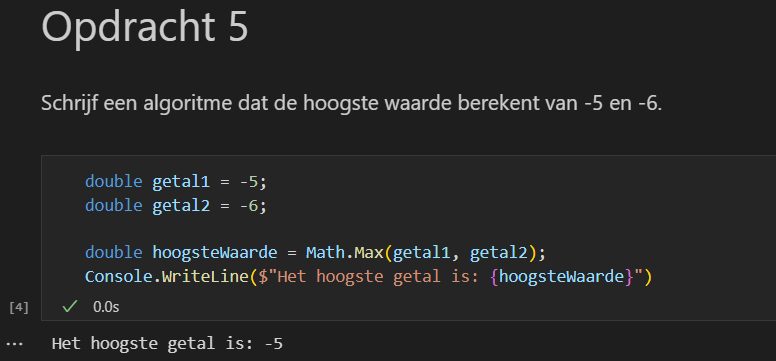 Opdracht 5
Schrijf een algoritme dat de hoogste waarde berekent van -5 en -6.
double getal1 = -5;
double getal2 = -6;
double hoogsteWaarde = Math.Max(getal1, getal2);
Console.WriteLine($"Het hoogste getal is: {hoogsteWaarde}")
[4] ✓ 0.0s
... Het hoogste getal is: -5